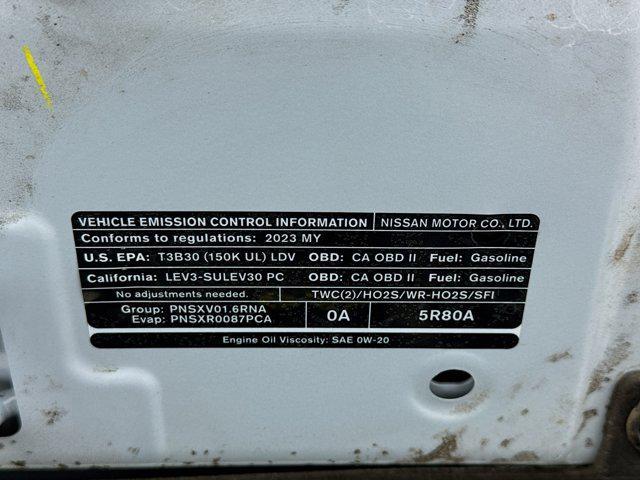 VEHICLE EMISSION CONTROL INFORMATION NISSAN MOTOR CO., LTD.
Conforms to regulations: 2023 MY
U.S. EPA: T3B30 (150K UL) LDV OBD: CA OBD II Fuel: Gasoline
California: LEV3-SULEV30 PC OBD: CA OBD II Fuel: Gasoline
No adjustments needed. TWC(2)/HO2S/WR-HO2S/SFI
Group: PNSXV01.6RNA
Evap: PNSXR0087PCA
0A 5R80A
Engine Oil Viscosity: SAE 0W-20